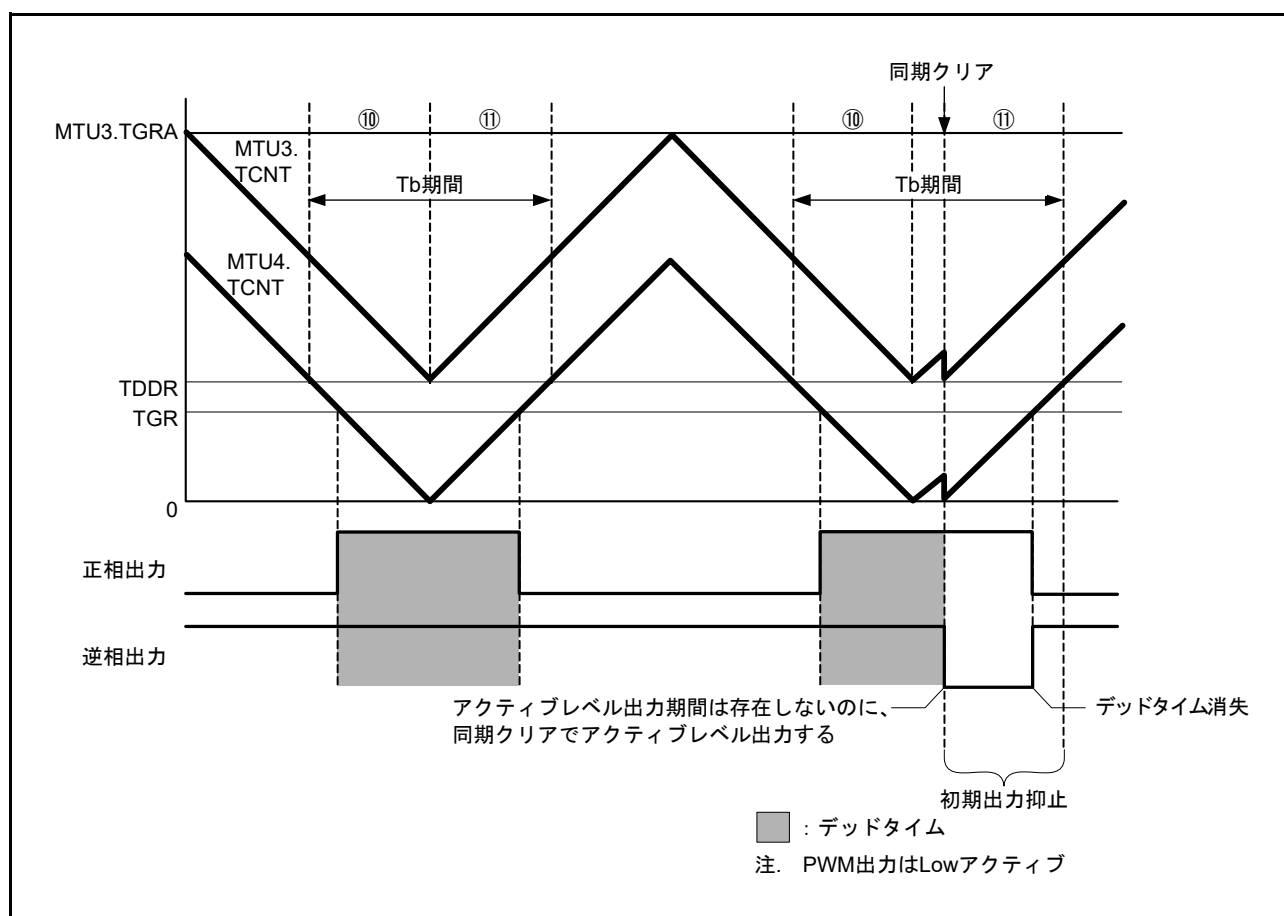 同期クリア
⑩
⑪
⑩
⑪
MTU3.TGRA
MTU3.
TCNT
Tb期間
Tb期間
MTU4.
TCNT
TDDR
TGR
0
正相出力
逆相出力
アクティブレベル出力期間は存在しないのに、
同期クリアでアクティブレベル出力する
デッドタイム消失
初期出力抑止
：デッドタイム
注. PWM出力はLowアクティブ